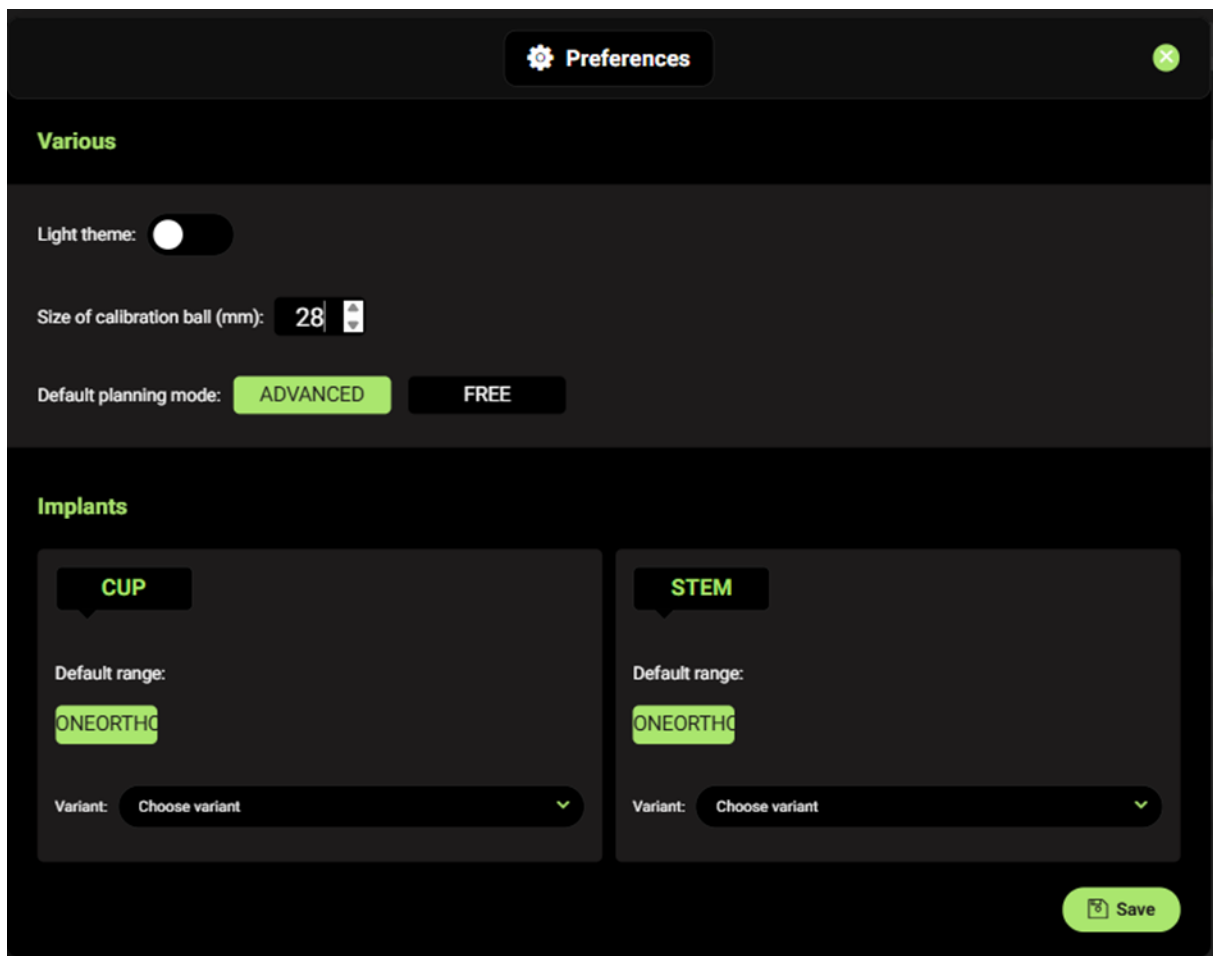 Preferences
Various
Light theme:
Size of calibration ball (mm): 28
Default planning mode: ADVANCED FREE
Implants
CUP
Default range:
ONEORTHO
Variant: Choose variant
STEM
Default range:
ONEORTHO
Variant: Choose variant
Save